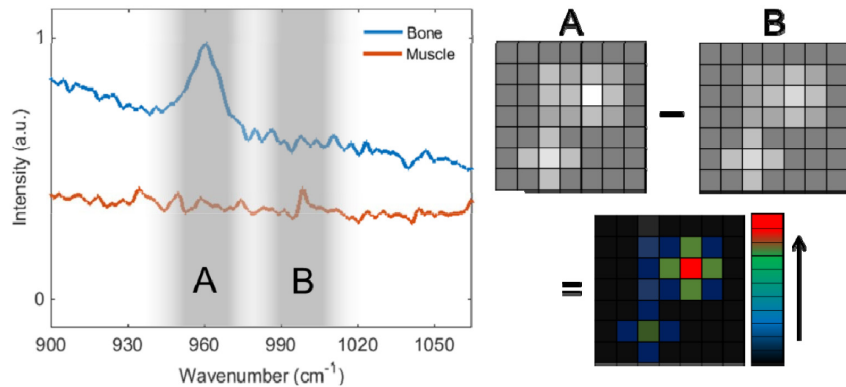 1
Intensity (a.u.)
0
Bone
Muscle
A
B
900
930
960
990
1020
1050
Wavenumber (cm⁻¹)
A
B
−
=